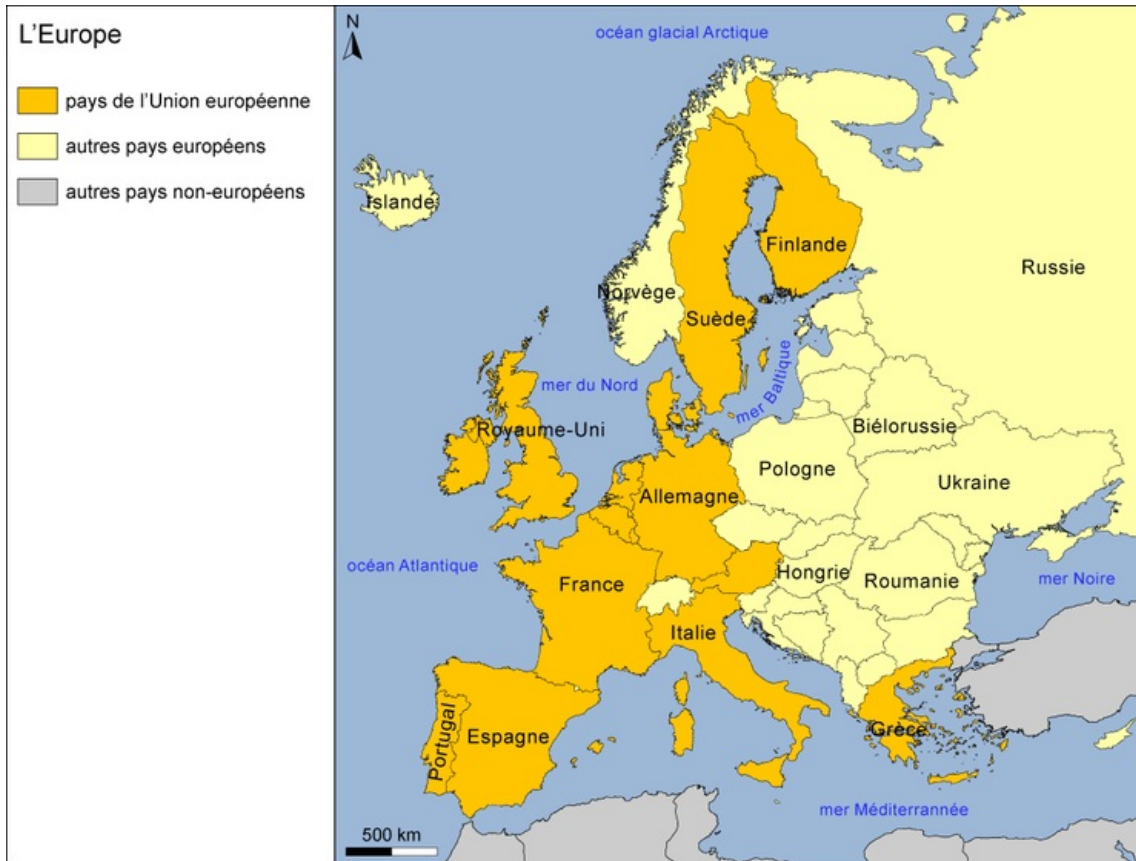 L'Europe
pays de l'Union européenne
autres pays européens
autres pays non-européens
N
océan glacial Arctique
Islande
Finlande
Russie
Norvège
Suède
mer du Nord
mer Baltique
Royaume-Uni
Biélorussie
Pologne
Ukraine
Allemagne
océan Atlantique
France
Hongrie
Roumanie
mer Noire
Italie
Portugal
Espagne
Grèce
mer Méditerrannée
500 km